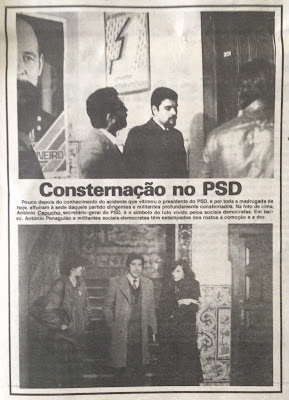 NEIRO
Consternação no PSD
Pouco depois do conhecimento do acidente que vitimou o presidente do PSD, e por toda a madrugada de
hoje, afluíram à sede daquele partido dirigentes e militantes profundamente consternados. Na foto de cima,
António Capucho, secretário-geral do PSD, é o símbolo do luto vivido pelos sociais democratas. Em bai-
xo, António Penagulão e militantes sociais-democratas têm estampados nos rostos a comoção e a dor.